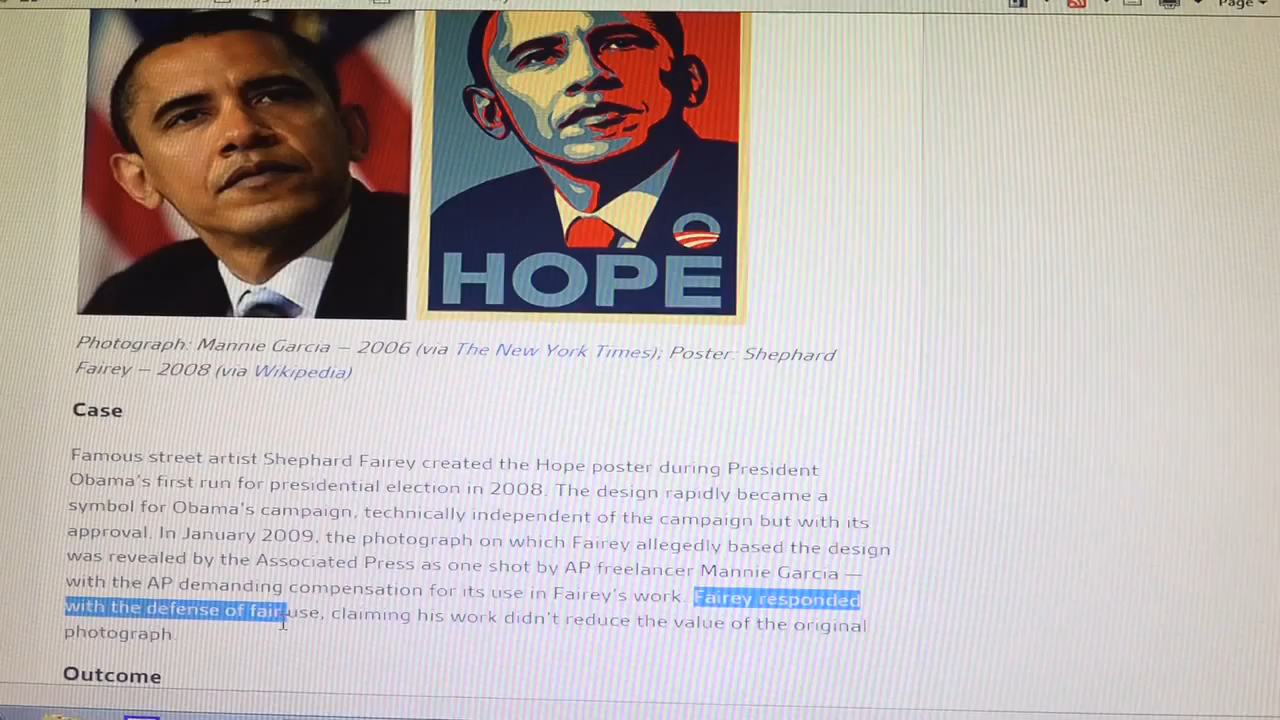 Page
HOPE
Photograph: Mannie Garcia – 2006 (via The New York Times); Poster: Shephard
Fairey – 2008 (via Wikipedia)
Case
Famous street artist Shephard Fairey created the Hope poster during President
Obama's first run for presidential election in 2008. The design rapidly became a
symbol for Obama's campaign, technically independent of the campaign but with its
approval. In January 2009, the photograph on which Fairey allegedly based the design
was revealed by the Associated Press as one shot by AP freelancer Mannie Garcia —
with the AP demanding compensation for its use in Fairey's work. Fairey responded
with the defense of fair use, claiming his work didn't reduce the value of the original
photograph.
Outcome